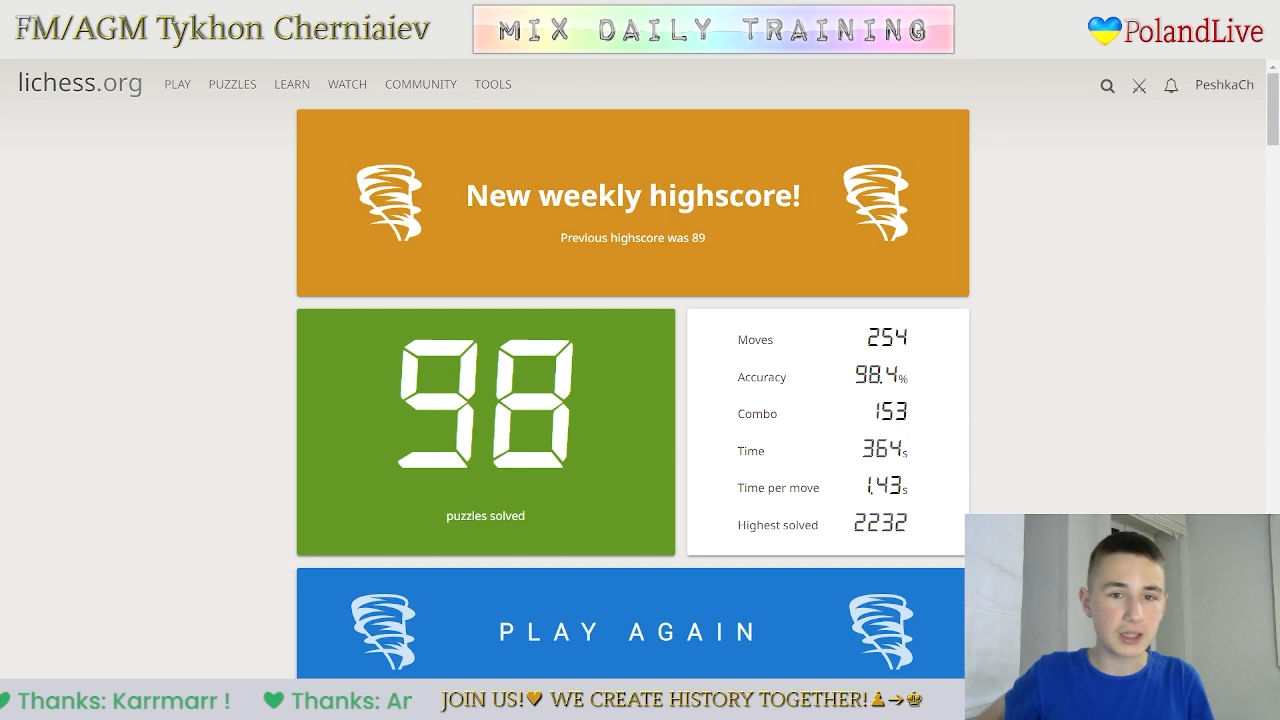 FM/AGM Tykhon Cherniaiev
MIX DAILY TRAINING
PolandLive
lichess.org PLAY PUZZLES LEARN WATCH COMMUNITY TOOLS PeshkaCh
New weekly highscore!
Previous highscore was 89
98
puzzles solved
Moves 254
Accuracy 98.4%
Combo 153
Time 364s
Time per move 1.43s
Highest solved 2232
PLAY AGAIN
Thanks: Karrmarr ! Thanks: Ar
JOIN US! WE CREATE HISTORY TOGETHER!